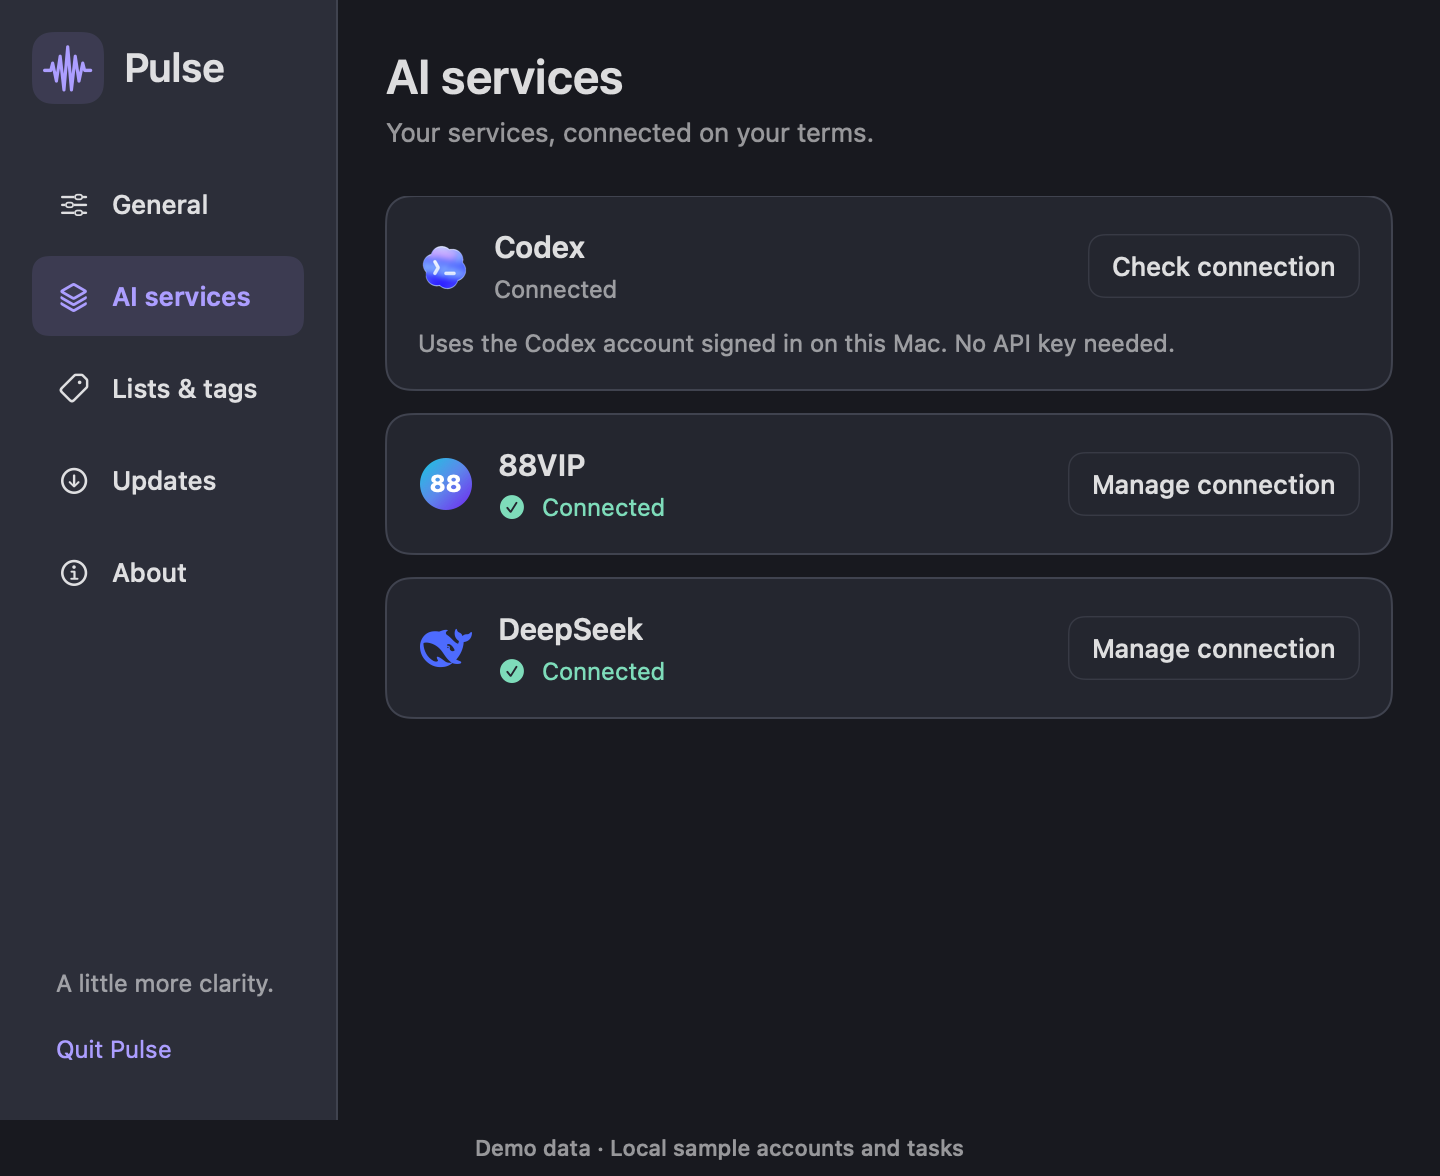 Pulse
General
AI services
Lists & tags
Updates
About
A little more clarity.
Quit Pulse
AI services
Your services, connected on your terms.
Codex
Connected
Check connection
Uses the Codex account signed in on this Mac. No API key needed.
88
88VIP
Connected
Manage connection
DeepSeek
Connected
Manage connection
Demo data · Local sample accounts and tasks